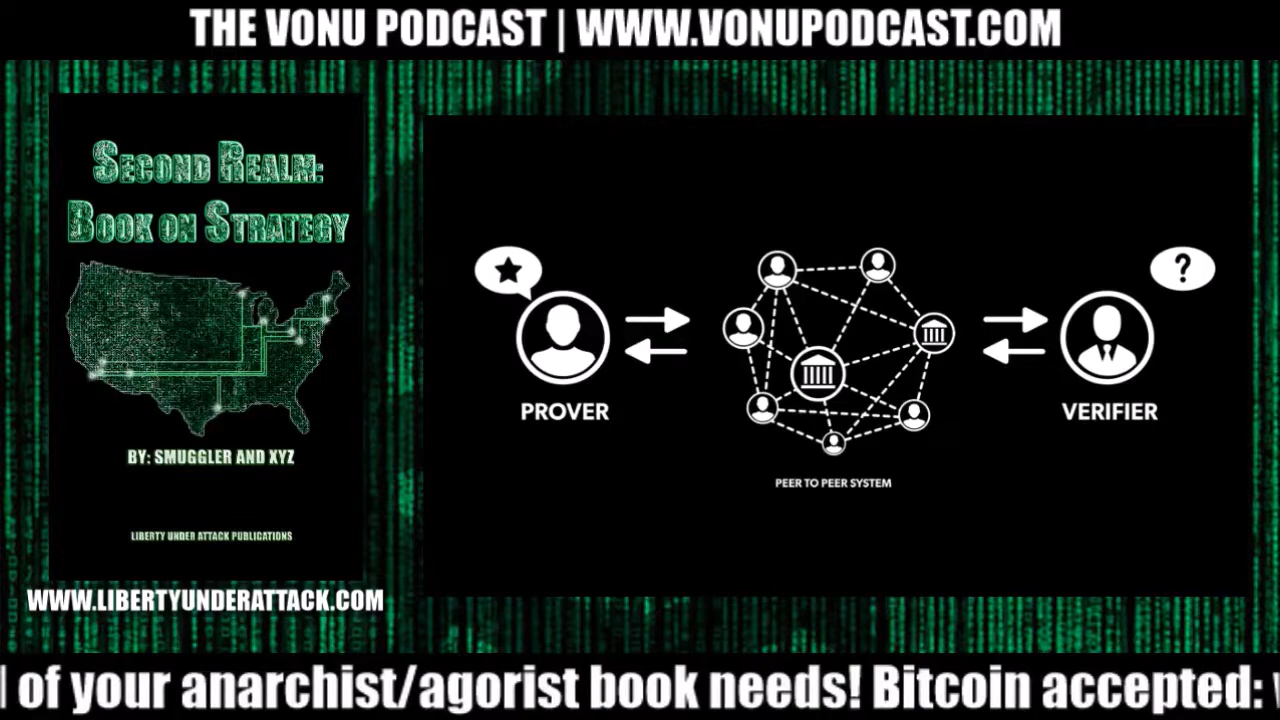 THE VONU PODCAST | WWW.VONUPODCAST.COM
SECOND REALM:
BOOK ON STRATEGY
BY: SMUGGLER AND XYZ
LIBERTY UNDER ATTACK PUBLICATIONS
WWW.LIBERTYUNDERATTACK.COM
?
PROVER
VERIFIER
PEER TO PEER SYSTEM
of your anarchist/agorist book needs! Bitcoin accepted: